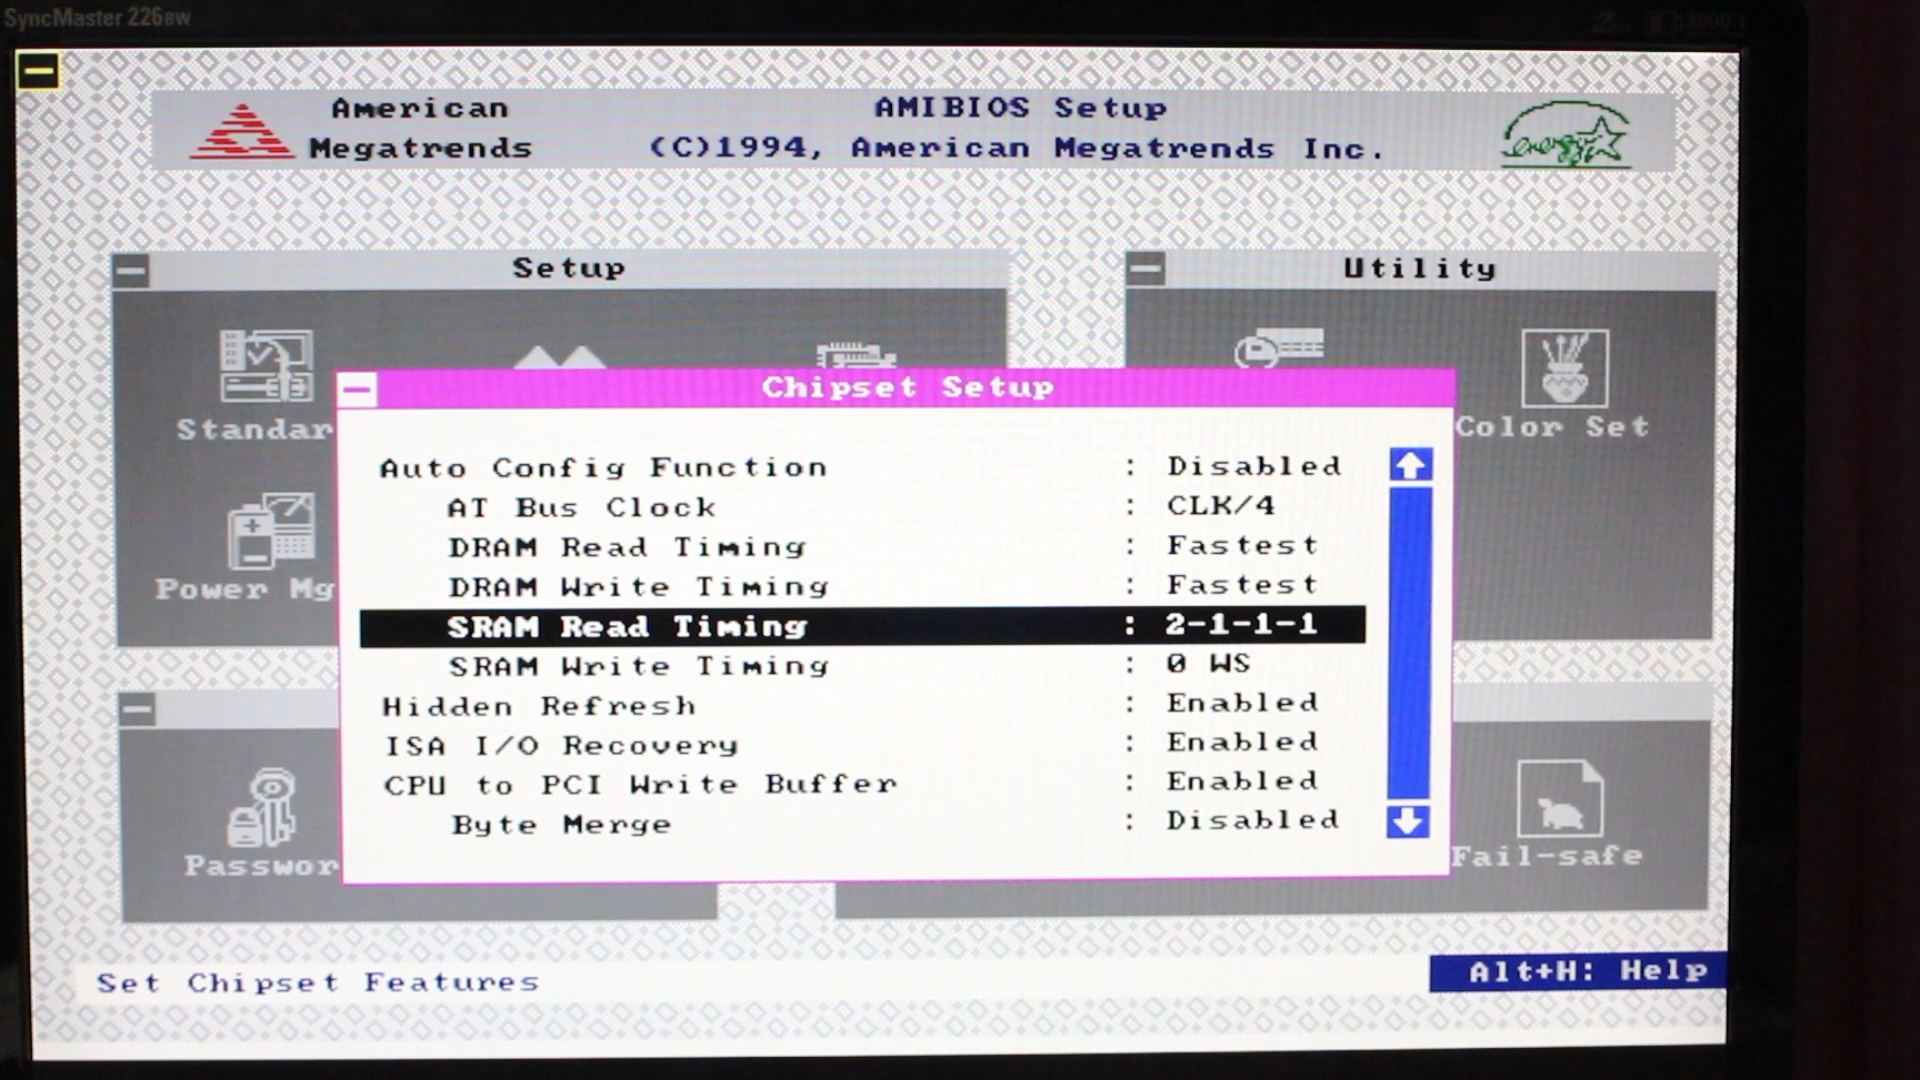 SyncMaster 226BW
American
Megatrends
AMIBIOS Setup
(C)1994, American Megatrends Inc.
energy
Setup
Utility
Standar
Color Set
Power Mg
Chipset Setup
Auto Config Function : Disabled
AT Bus Clock : CLK/4
DRAM Read Timing : Fastest
DRAM Write Timing : Fastest
SRAM Read Timing : 2-1-1-1
SRAM Write Timing : 0 WS
Hidden Refresh : Enabled
ISA I/O Recovery : Enabled
CPU to PCI Write Buffer : Enabled
Byte Merge : Disabled
Passwor
Fail-safe
Set Chipset Features
Alt+H: Help